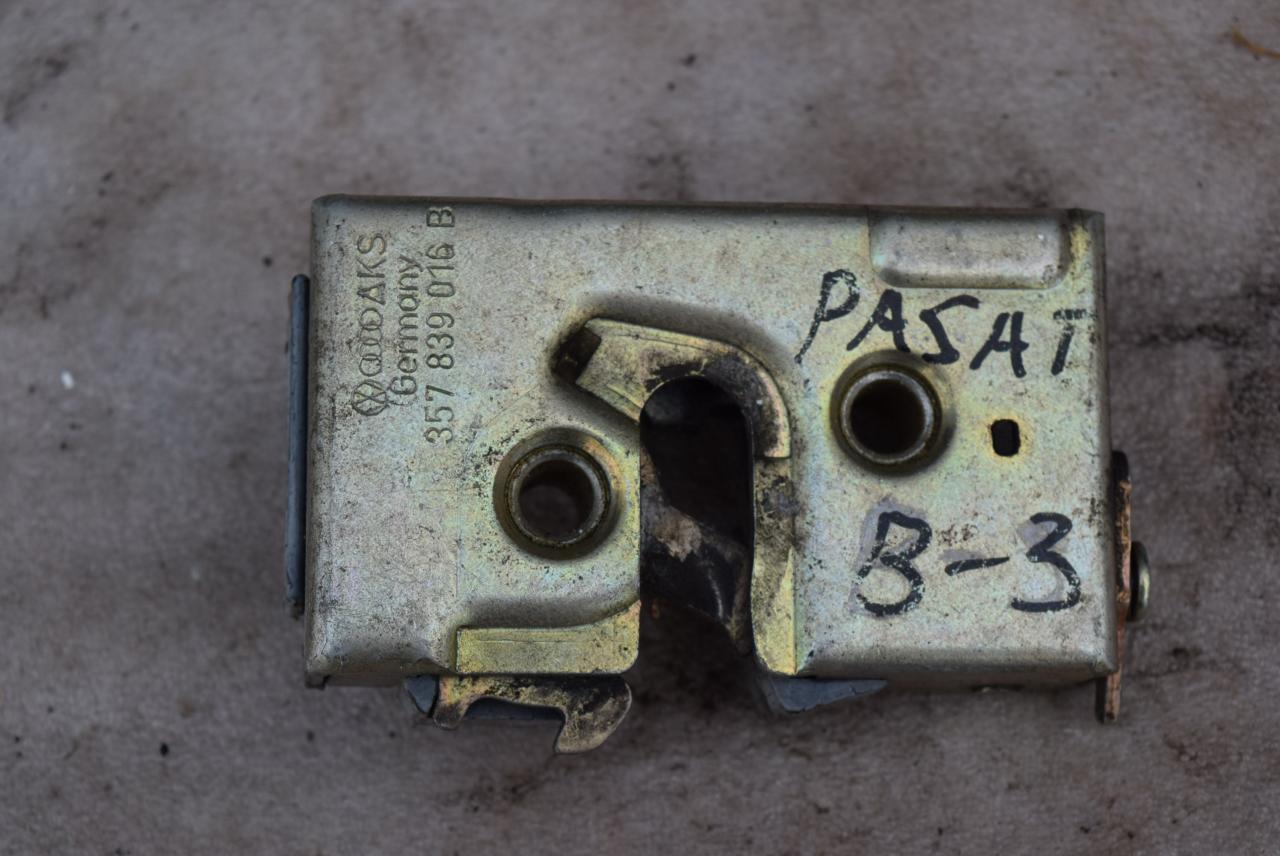 AKS
Germany
357 839 016 B
PASAT
B-3